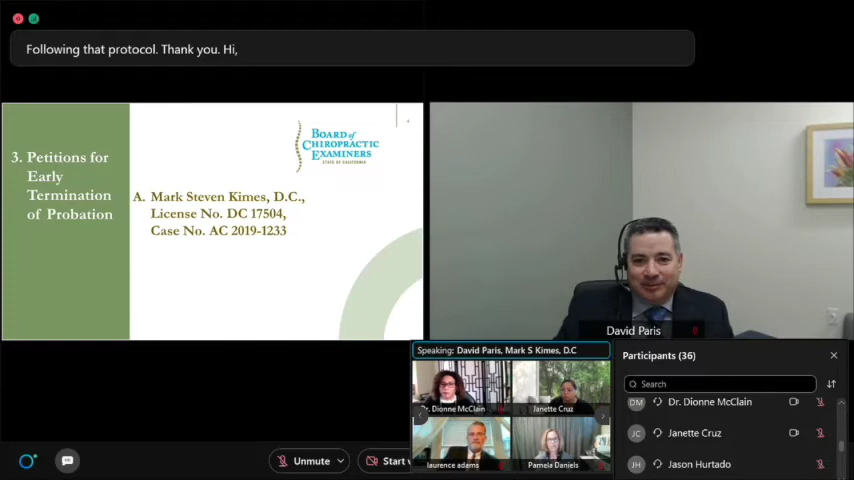 Following that protocol. Thank you. Hi,
3. Petitions for
Early
Termination
of Probation
BOARD of
CHIROPRACTIC
EXAMINERS
STATE OF CALIFORNIA
A. Mark Steven Kimes, D.C.,
License No. DC 17504,
Case No. AC 2019-1233
David Paris
Speaking: David Paris, Mark S Kimes, D.C
Dr. Dionne McClain
Janette Cruz
laurence adams
Pamela Daniels
Participants (36)
Search
DM Dr. Dionne McClain
JC Janette Cruz
JH Jason Hurtado
Unmute
Start v